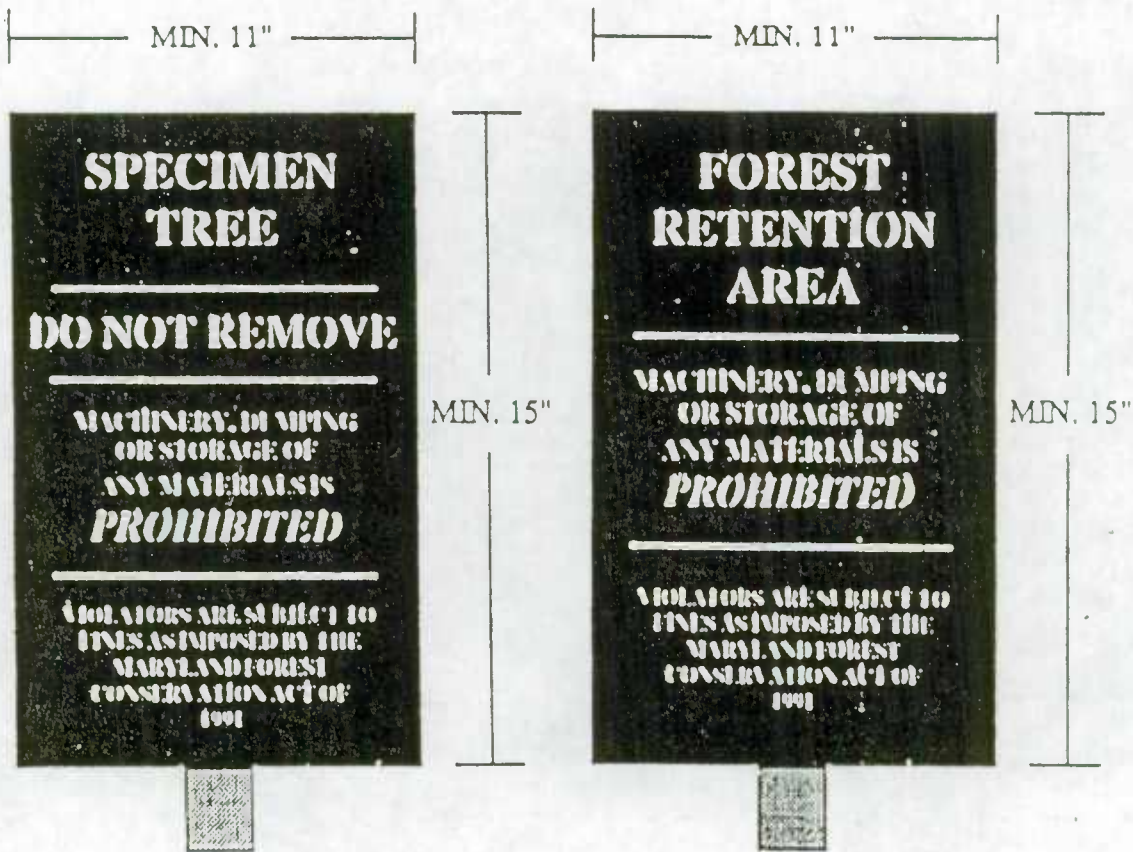 MIN. 11"
SPECIMEN
TREE
DO NOT REMOVE
MACHINERY, DUMPING
OR STORAGE OF
ANY MATERIALS IS
PROHIBITED
VIOLATORS ARE SUBJECT TO
FINES AS IMPOSED BY THE
MARYLAND FOREST
CONSERVATION ACT OF
1991
MIN. 15"
MIN. 11"
FOREST
RETENTION
AREA
MACHINERY, DUMPING
OR STORAGE OF
ANY MATERIALS IS
PROHIBITED
VIOLATORS ARE SUBJECT TO
FINES AS IMPOSED BY THE
MARYLAND FOREST
CONSERVATION ACT OF
1991
MIN. 15"